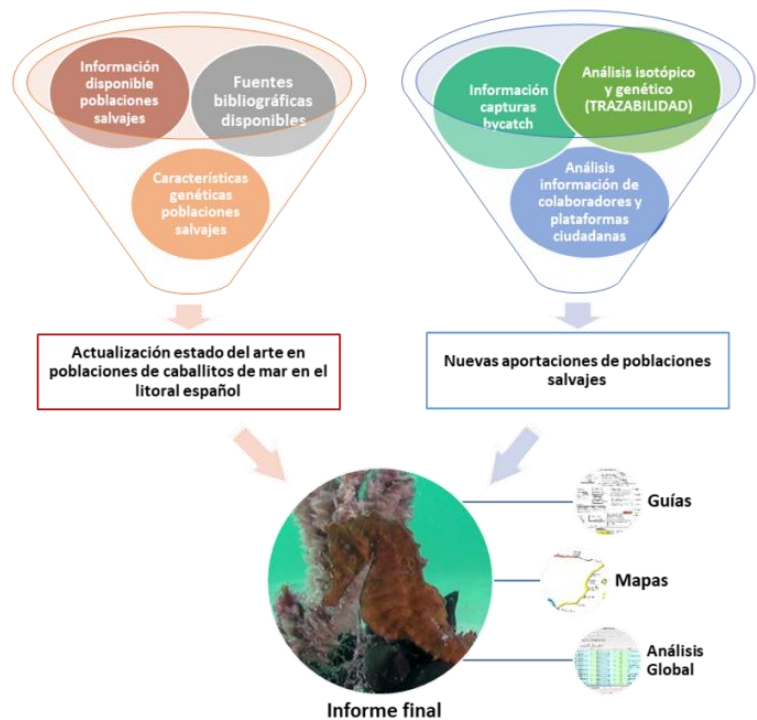 Información
disponible
poblaciones
salvajes
Fuentes
bibliográficas
disponibles
Características
genéticas
poblaciones
salvajes
Información
capturas
bycatch
Análisis isotópico
y genético
(TRAZABILIDAD)
Análisis
información de
colaboradores y
plataformas
ciudadanas
Actualización estado del arte en
poblaciones de caballitos de mar en el
litoral español
Nuevas aportaciones de poblaciones
salvajes
Guías
Mapas
Análisis
Global
Informe final